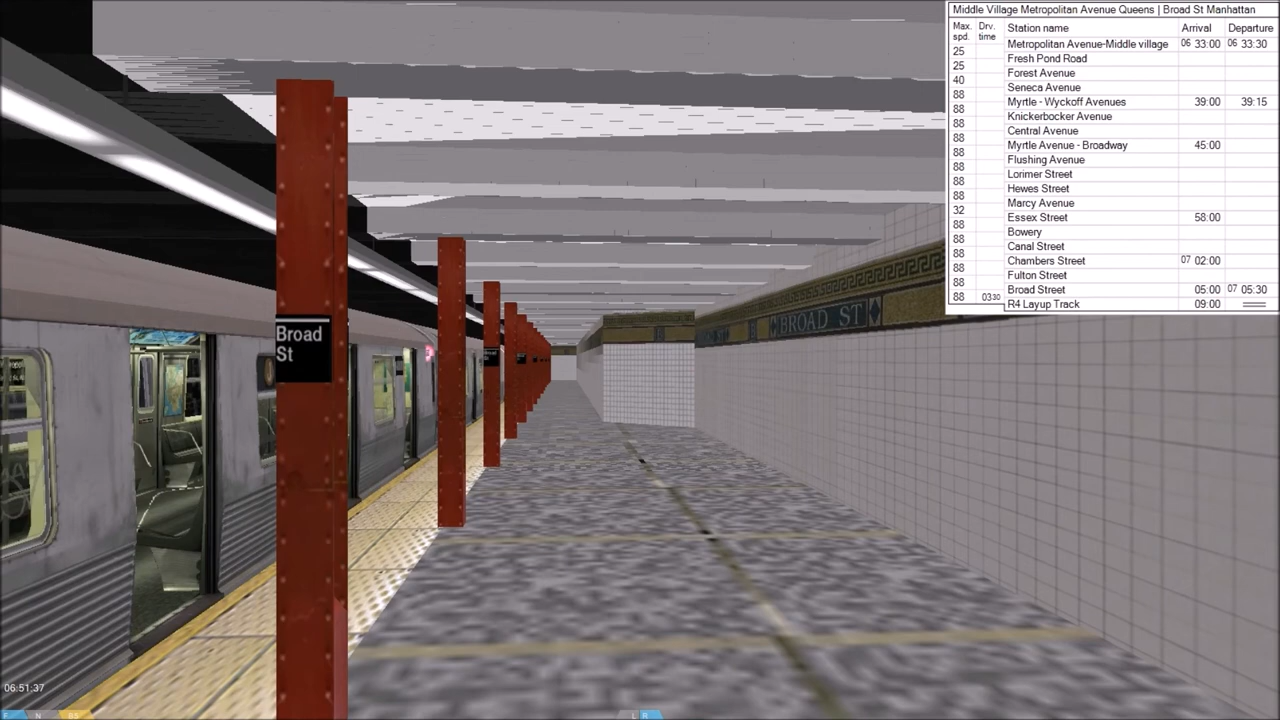 Middle Village Metropolitan Avenue Queens | Broad St Manhattan
Max. spd. Drv. time Station name Arrival Departure
Metropolitan Avenue-Middle village 06 33:00 06 33:30
25
Fresh Pond Road
25
Forest Avenue
40
Seneca Avenue
88
Myrtle - Wyckoff Avenues 39:00 39:15
88
Knickerbocker Avenue
88
Central Avenue
88
Myrtle Avenue - Broadway 45:00
88
Flushing Avenue
88
Lorimer Street
88
Hewes Street
88
Marcy Avenue
32
Essex Street 58:00
88
Bowery
88
Canal Street
88
Chambers Street 07 02:00
88
Fulton Street
88
Broad Street 05:00 07 05:30
88 0330
R4 Layup Track 09:00
BROAD ST
B
B
Broad
St
06:51:37
F N B5 L R